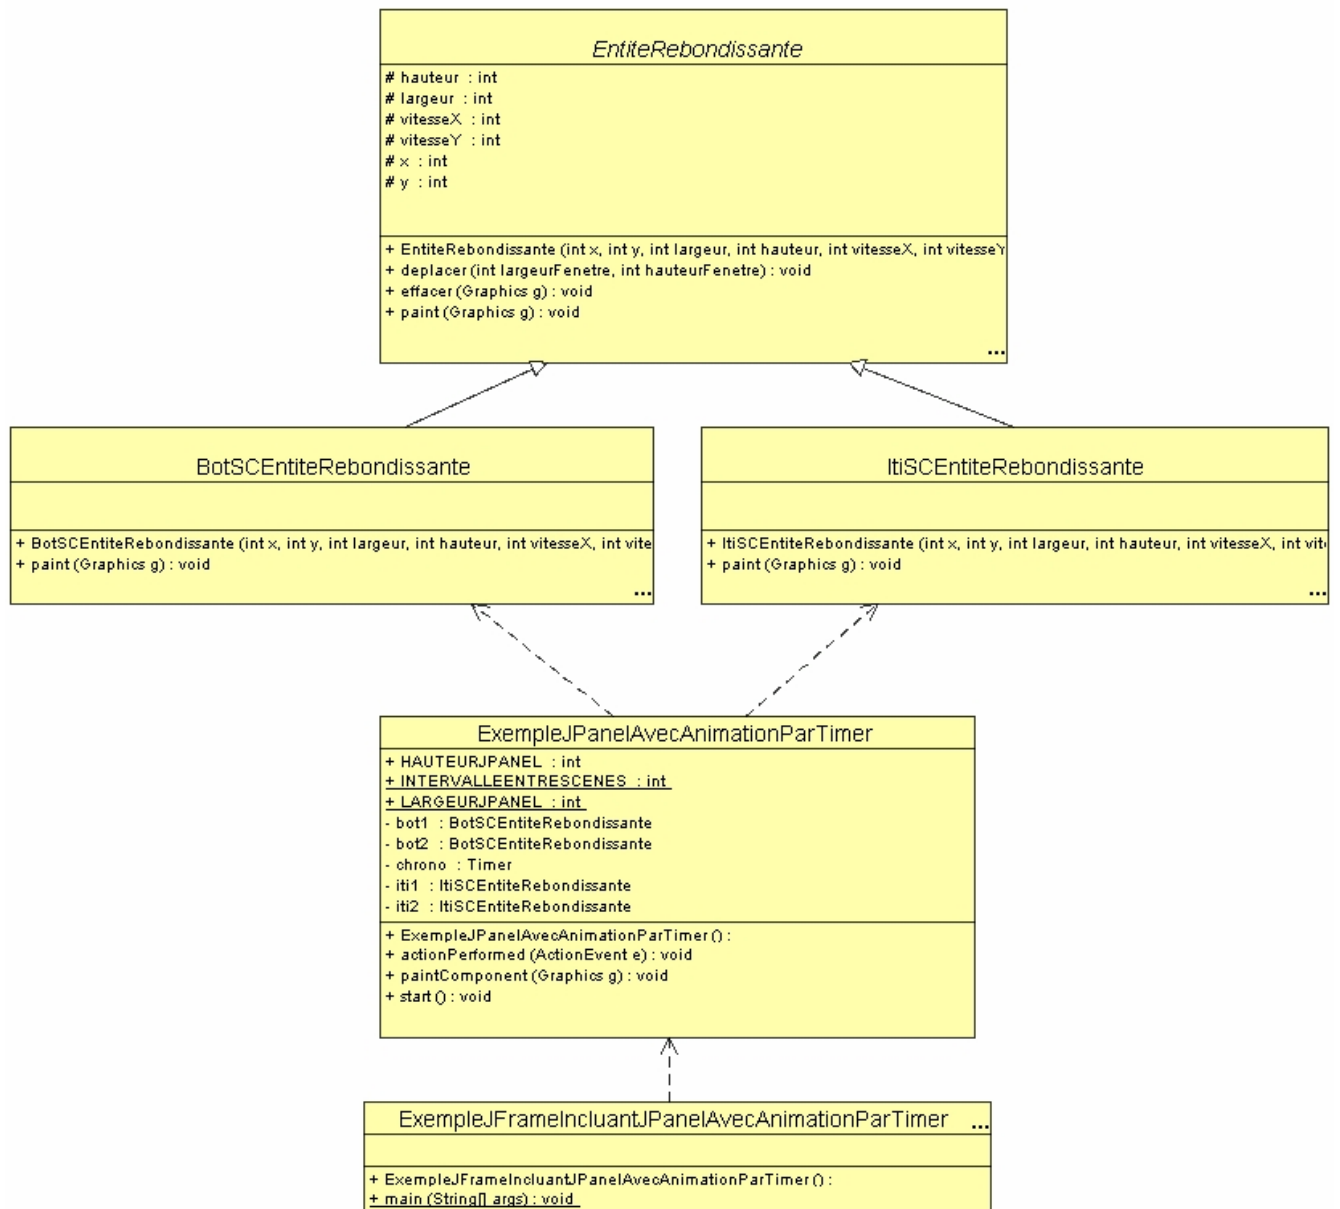 EntiteRebondissante
# hauteur : int
# largeur : int
# vitesseX : int
# vitesseY : int
# x : int
# y : int
+ EntiteRebondissante (int x, int y, int largeur, int hauteur, int vitesseX, int vitesseY
+ deplacer (int largeurFenetre, int hauteurFenetre) : void
+ effacer (Graphics g) : void
+ paint (Graphics g) : void
...
BotSCEntiteRebondissante
+ BotSCEntiteRebondissante (int x, int y, int largeur, int hauteur, int vitesseX, int vite
+ paint (Graphics g) : void
...
ItiSCEntiteRebondissante
+ ItiSCEntiteRebondissante (int x, int y, int largeur, int hauteur, int vitesseX, int vit
+ paint (Graphics g) : void
...
ExempleJPanelAvecAnimationParTimer
+ HAUTEURJPANEL : int
+ INTERVALLEENTRESCENES : int
+ LARGEURJPANEL : int
- bot1 : BotSCEntiteRebondissante
- bot2 : BotSCEntiteRebondissante
- chrono : Timer
- iti1 : ItiSCEntiteRebondissante
- iti2 : ItiSCEntiteRebondissante
+ ExempleJPanelAvecAnimationParTimer () :
+ actionPerformed (ActionEvent e) : void
+ paintComponent (Graphics g) : void
+ start () : void
ExempleJFrameIncluantJPanelAvecAnimationParTimer ...
+ ExempleJFrameIncluantJPanelAvecAnimationParTimer () :
+ main (String[] args) : void